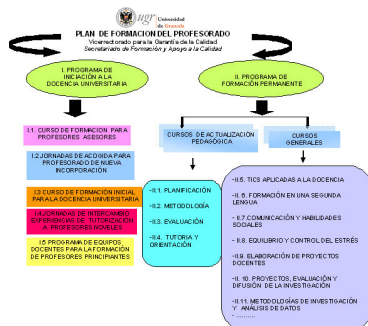 ugr Universidad
de Granada
PLAN DE FORMACION DEL PROFESORADO
Vicerrectorado para la Garantía de la Calidad
Secretariado de Formación y Apoyo a la Calidad
I. PROGRAMA DE
INICIACIÓN A LA
DOCENCIA UNIVERSITARIA
II. PROGRAMA DE
FORMACIÓN PERMANENTE
I.1. CURSO DE FORMACION PARA
PROFESORES ASESORES
I.2 JORNADAS DE ACOGIDA PARA
PROFESORADO DE NUEVA
INCORPORACIÓN
I.3 CURSO DE FORMACIÓN INICIAL
PARA LA DOCENCIA UNIVERSITARIA
I.4 JORNADAS DE INTERCAMBIO
EXPERIENCIAS DE TUTORIZACIÓN
A PROFESORES NOVELES
I.5 PROGRAMA DE EQUIPOS
DOCENTES PARA LA FORMACIÓN
DE PROFESORES PRINCIPIANTES
CURSOS DE ACTUALIZACIÓN
PEDAGÓGICA
CURSOS
GENERALES
-II.1. PLANIFICACIÓN
-II.2. METODOLOGÍA
-II.3. EVALUACIÓN
-II.4. TUTORIA Y
ORIENTACIÓN
-II.5. TICS APLICADAS A LA DOCENCIA
-II. 6. FORMACIÓN EN UNA SEGUNDA
LENGUA
- II.7.COMUNICACIÓN Y HABILIDADES
SOCIALES
- II.8. EQUILIBRIO Y CONTROL DEL ESTRÉS
-II.9. ELABORACIÓN DE PROYECTOS
DOCENTES
-II. 10. PROYECTOS, EVALUACIÓN Y
DIFUSIÓN DE LA INVESTIGACIÓN
-II.11. METODOLOGÍAS DE INVESTIGACIÓN
Y ANÁLISIS DE DATOS
- ..........